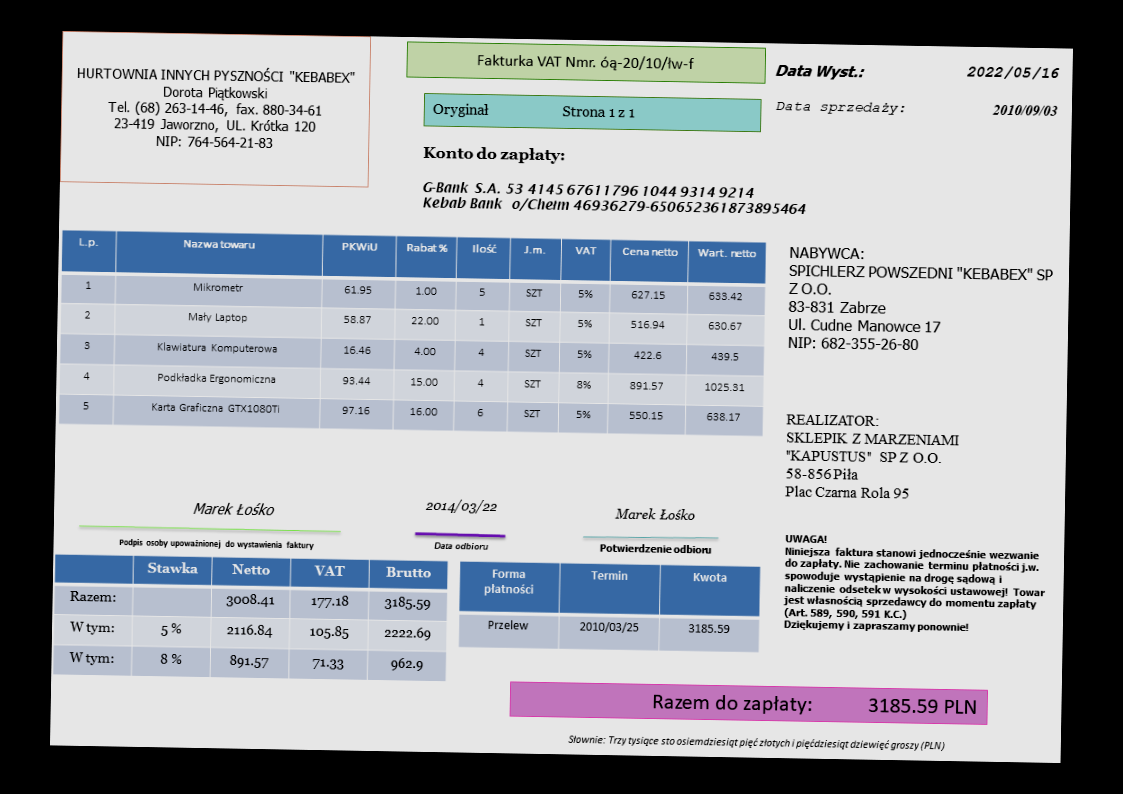 HURTOWNIA INNYCH PYSZNOŚCI "KEBABEX"
Dorota Piątkowski
Tel. (68) 263-14-46, fax. 880-34-61
23-419 Jaworzno, UL. Krótka 120
NIP: 764-564-21-83
Fakturka VAT Nmr. óą-20/10/łw-f
Oryginał Strona 1 z 1
Data Wyst.: 2022/05/16
Data sprzedaży: 2010/09/03
Konto do zapłaty:
G-Bank S.A. 53 4145 6761 1796 1044 9314 9214
Kebab Bank o/Chełm 46936279-650652361873895464
L.p. Nazwa towaru PKWiU Rabat % Ilość J.m. VAT Cena netto Wart. netto
1 Mikrometr 61.95 1.00 5 SZT 5% 627.15 633.42
2 Mały Laptop 58.87 22.00 1 SZT 5% 516.94 630.67
3 Klawiatura Komputerowa 16.46 4.00 4 SZT 5% 422.6 439.5
4 Podkładka Ergonomiczna 93.44 15.00 4 SZT 8% 891.57 1025.31
5 Karta Graficzna GTX1080Ti 97.16 16.00 6 SZT 5% 550.15 638.17
NABYWCA:
SPICHLERZ POWSZEDNI "KEBABEX" SP
Z O.O.
83-831 Zabrze
Ul. Cudne Manowce 17
NIP: 682-355-26-80
REALIZATOR:
SKLEPIK Z MARZENIAMI
"KAPUSTUS" SP Z O.O.
58-856 Piła
Plac Czarna Rola 95
Marek Łośko
Podpis osoby upoważnionej do wystawienia faktury
2014/03/22
Data odbioru
Marek Łośko
Potwierdzenie odbioru
Stawka Netto VAT Brutto
Razem: 3008.41 177.18 3185.59
W tym: 5 % 2116.84 105.85 2222.69
W tym: 8 % 891.57 71.33 962.9
Forma płatności Termin Kwota
Przelew 2010/03/25 3185.59
UWAGA!
Niniejsza faktura stanowi jednocześnie wezwanie
do zapłaty. Nie zachowanie terminu płatności j.w.
spowoduje wystąpienie na drogę sądową i
naliczenie odsetek w wysokości ustawowej! Towar
jest własnością sprzedawcy do momentu zapłaty
(Art. 589, 590, 591 K.C.)
Dziękujemy i zapraszamy ponownie!
Razem do zapłaty: 3185.59 PLN
Słownie: Trzy tysiące sto osiemdziesiąt pięć złotych i pięćdziesiąt dziewięć groszy (PLN)